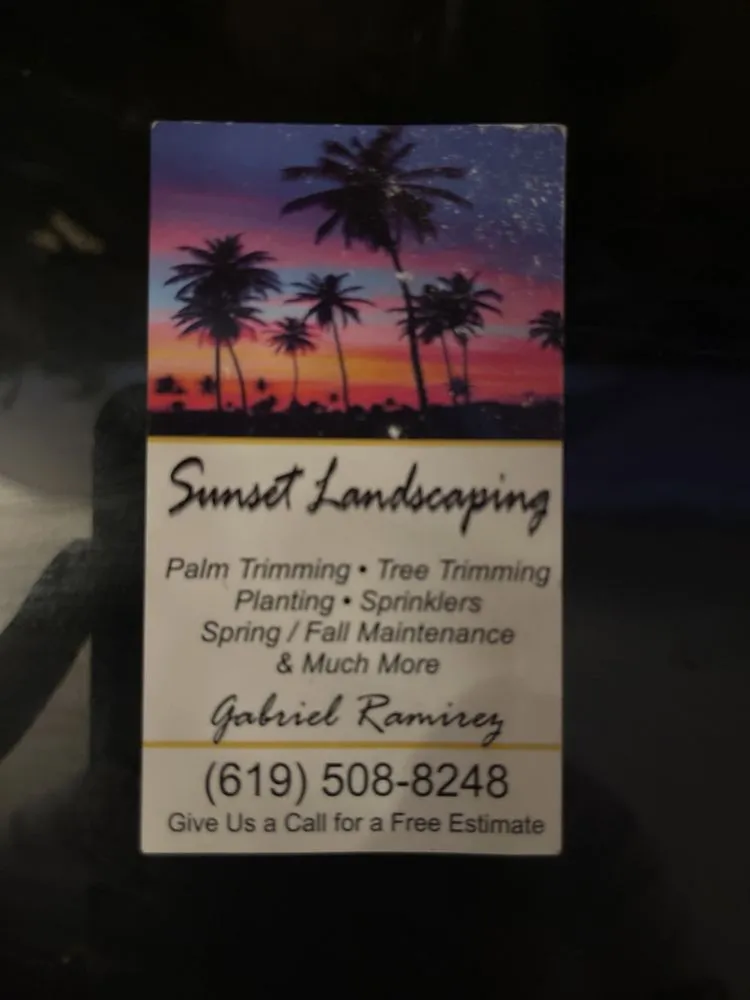 Sunset Landscaping
Palm Trimming • Tree Trimming
Planting • Sprinklers
Spring / Fall Maintenance
& Much More
Gabriel Ramirez
(619) 508-8248
Give Us a Call for a Free Estimate